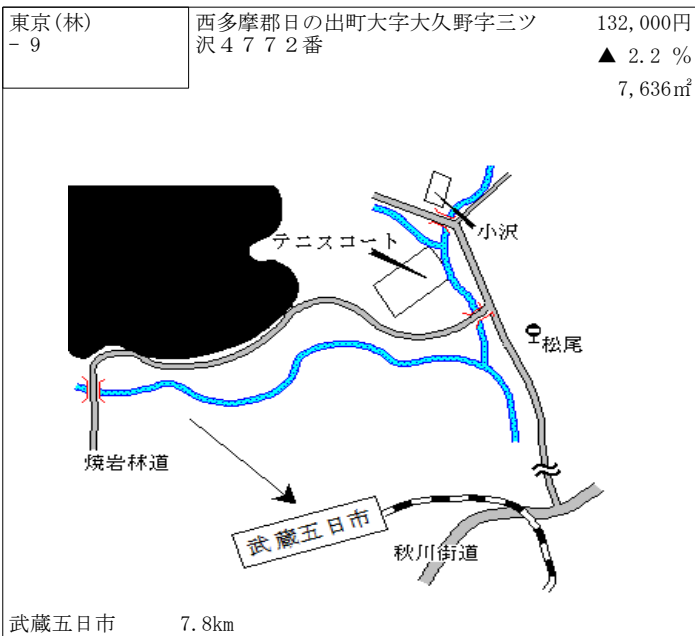 東京(林)
- 9
西多摩郡日の出町大字大久野字三ツ
沢４７７２番
132,000円
▲ 2.2 %
7,636㎡
小沢
テニスコート
松尾
焼岩林道
武蔵五日市
秋川街道
武蔵五日市 7.8km